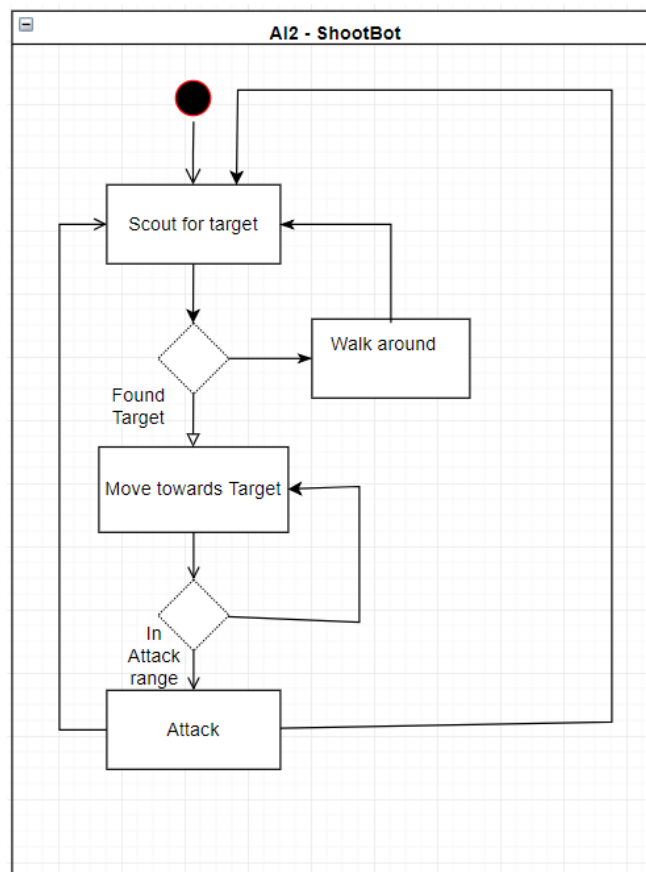 AI2 - ShootBot
Scout for target
Walk around
Found
Target
Move towards Target
In
Attack
range
Attack